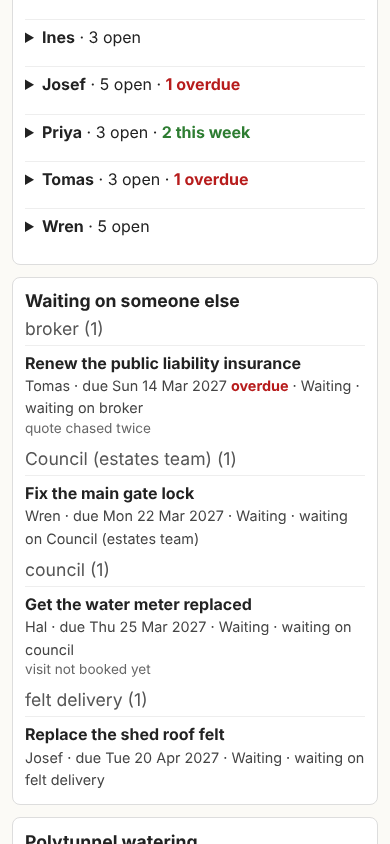 ▶ Ines · 3 open
▶ Josef · 5 open · 1 overdue
▶ Priya · 3 open · 2 this week
▶ Tomas · 3 open · 1 overdue
▶ Wren · 5 open
Waiting on someone else
broker (1)
Renew the public liability insurance
Tomas · due Sun 14 Mar 2027 overdue · Waiting ·
waiting on broker
quote chased twice
Council (estates team) (1)
Fix the main gate lock
Wren · due Mon 22 Mar 2027 · Waiting · waiting
on Council (estates team)
council (1)
Get the water meter replaced
Hal · due Thu 25 Mar 2027 · Waiting · waiting on
council
visit not booked yet
felt delivery (1)
Replace the shed roof felt
Josef · due Tue 20 Apr 2027 · Waiting · waiting on
felt delivery
Polytunnel watering